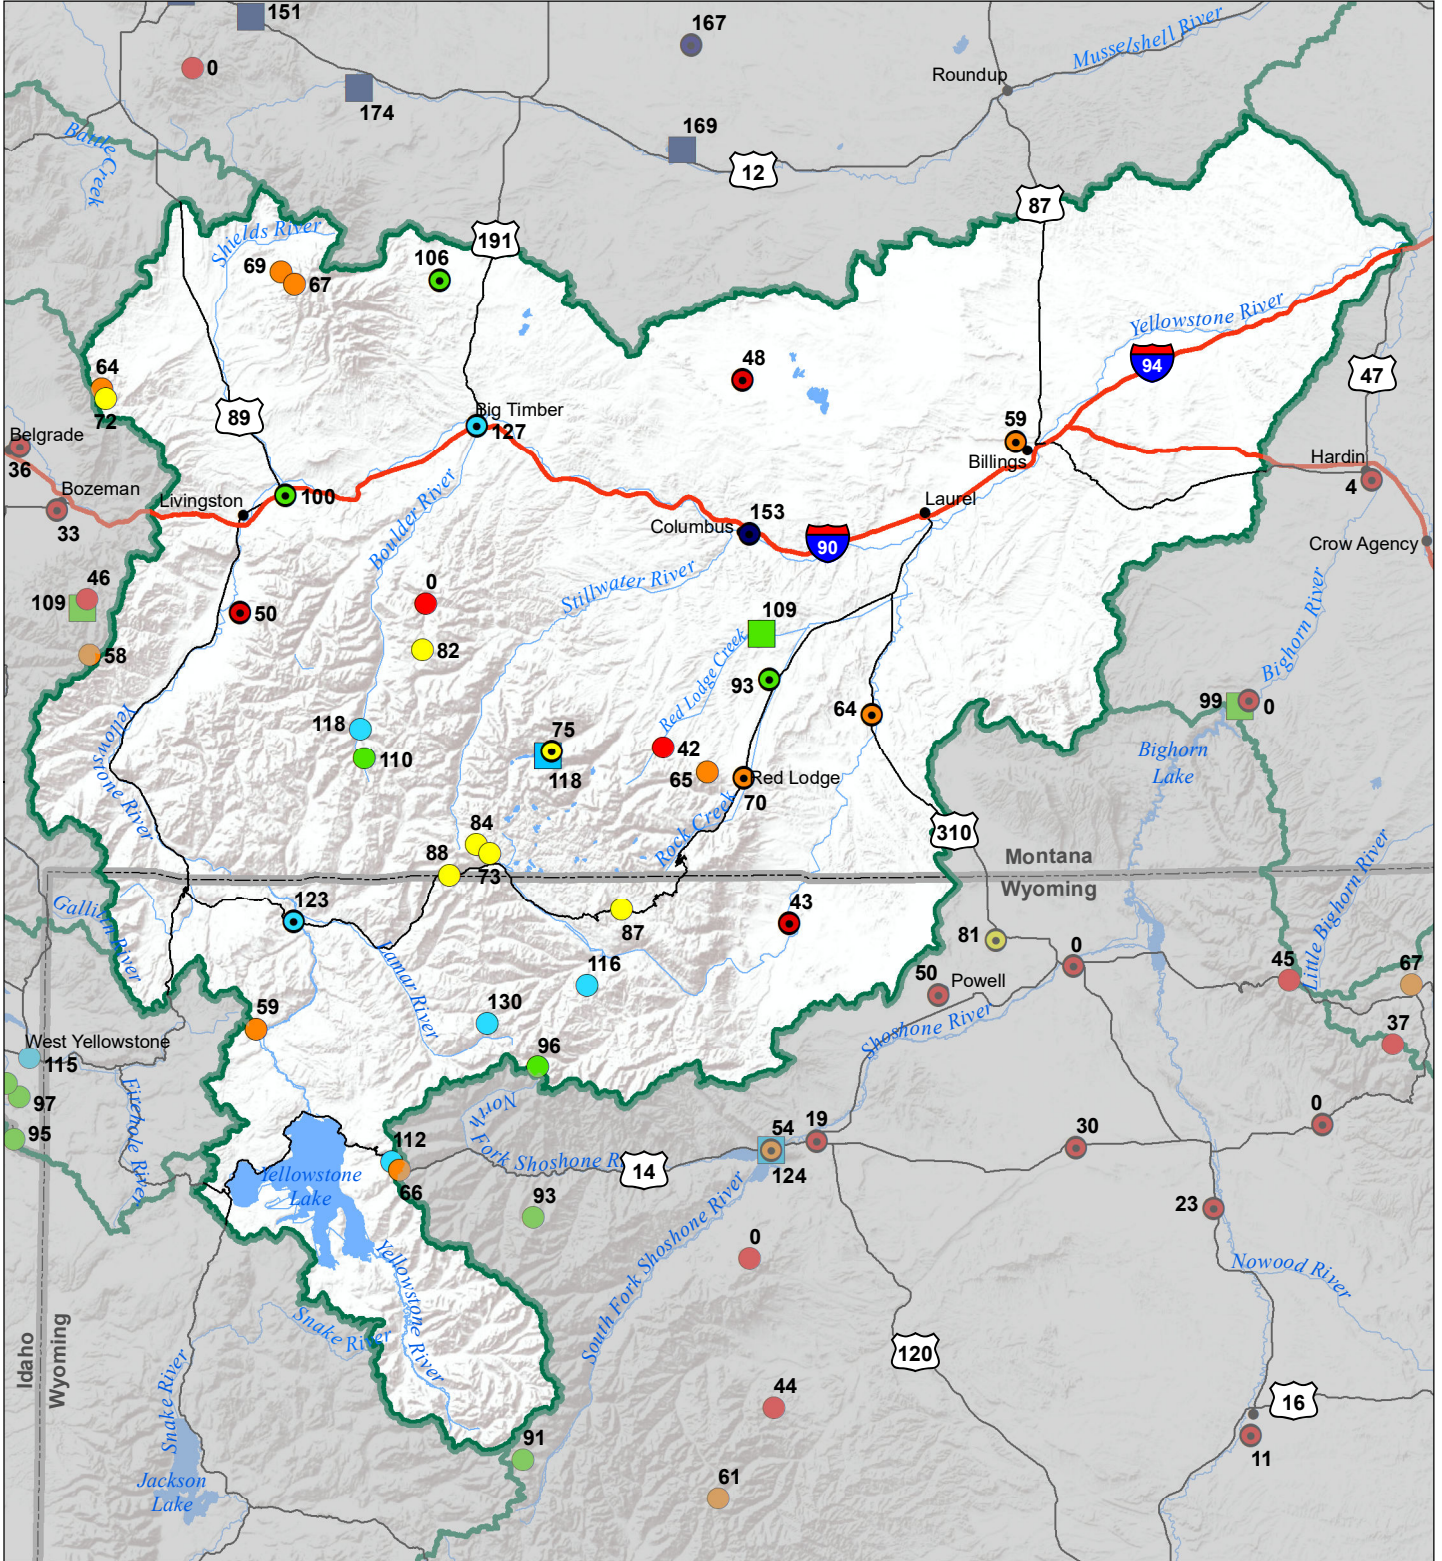 151
167
0
Musselshell River
Roundup
174
169
Battle
Creek
12
87
Shields River
191
106
69
67
Yellowstone River
48
94
64
47
72
89
Big Timber
127
59
Belgrade
36
Billings
Hardin
4
Bozeman
Livingston
100
Boulder River
Laurel
33
Columbus
153
90
Crow Agency
46
109
0
Stillwater River
50
109
Bighorn River
58
82
Red Lodge Creek
93
99
0
Yellowstone River
118
110
75
118
42
65
64
Red Lodge
70
Bighorn
Lake
84
88
73
Rock Creek
310
Montana
Wyoming
Little Bighorn River
Gallatin River
123
87
43
81
0
Lamar River
116
50
Powell
45
67
130
59
Shoshone River
37
West Yellowstone
115
96
97
95
Firehole River
North
Fork Shoshone R
112
66
14
54
124
19
30
0
Yellowstone
Lake
93
South Fork Shoshone River
23
0
Yellowstone River
Nowood River
Snake River
Idaho
Wyoming
120
Snake River
44
16
91
11
61
Jackson
Lake